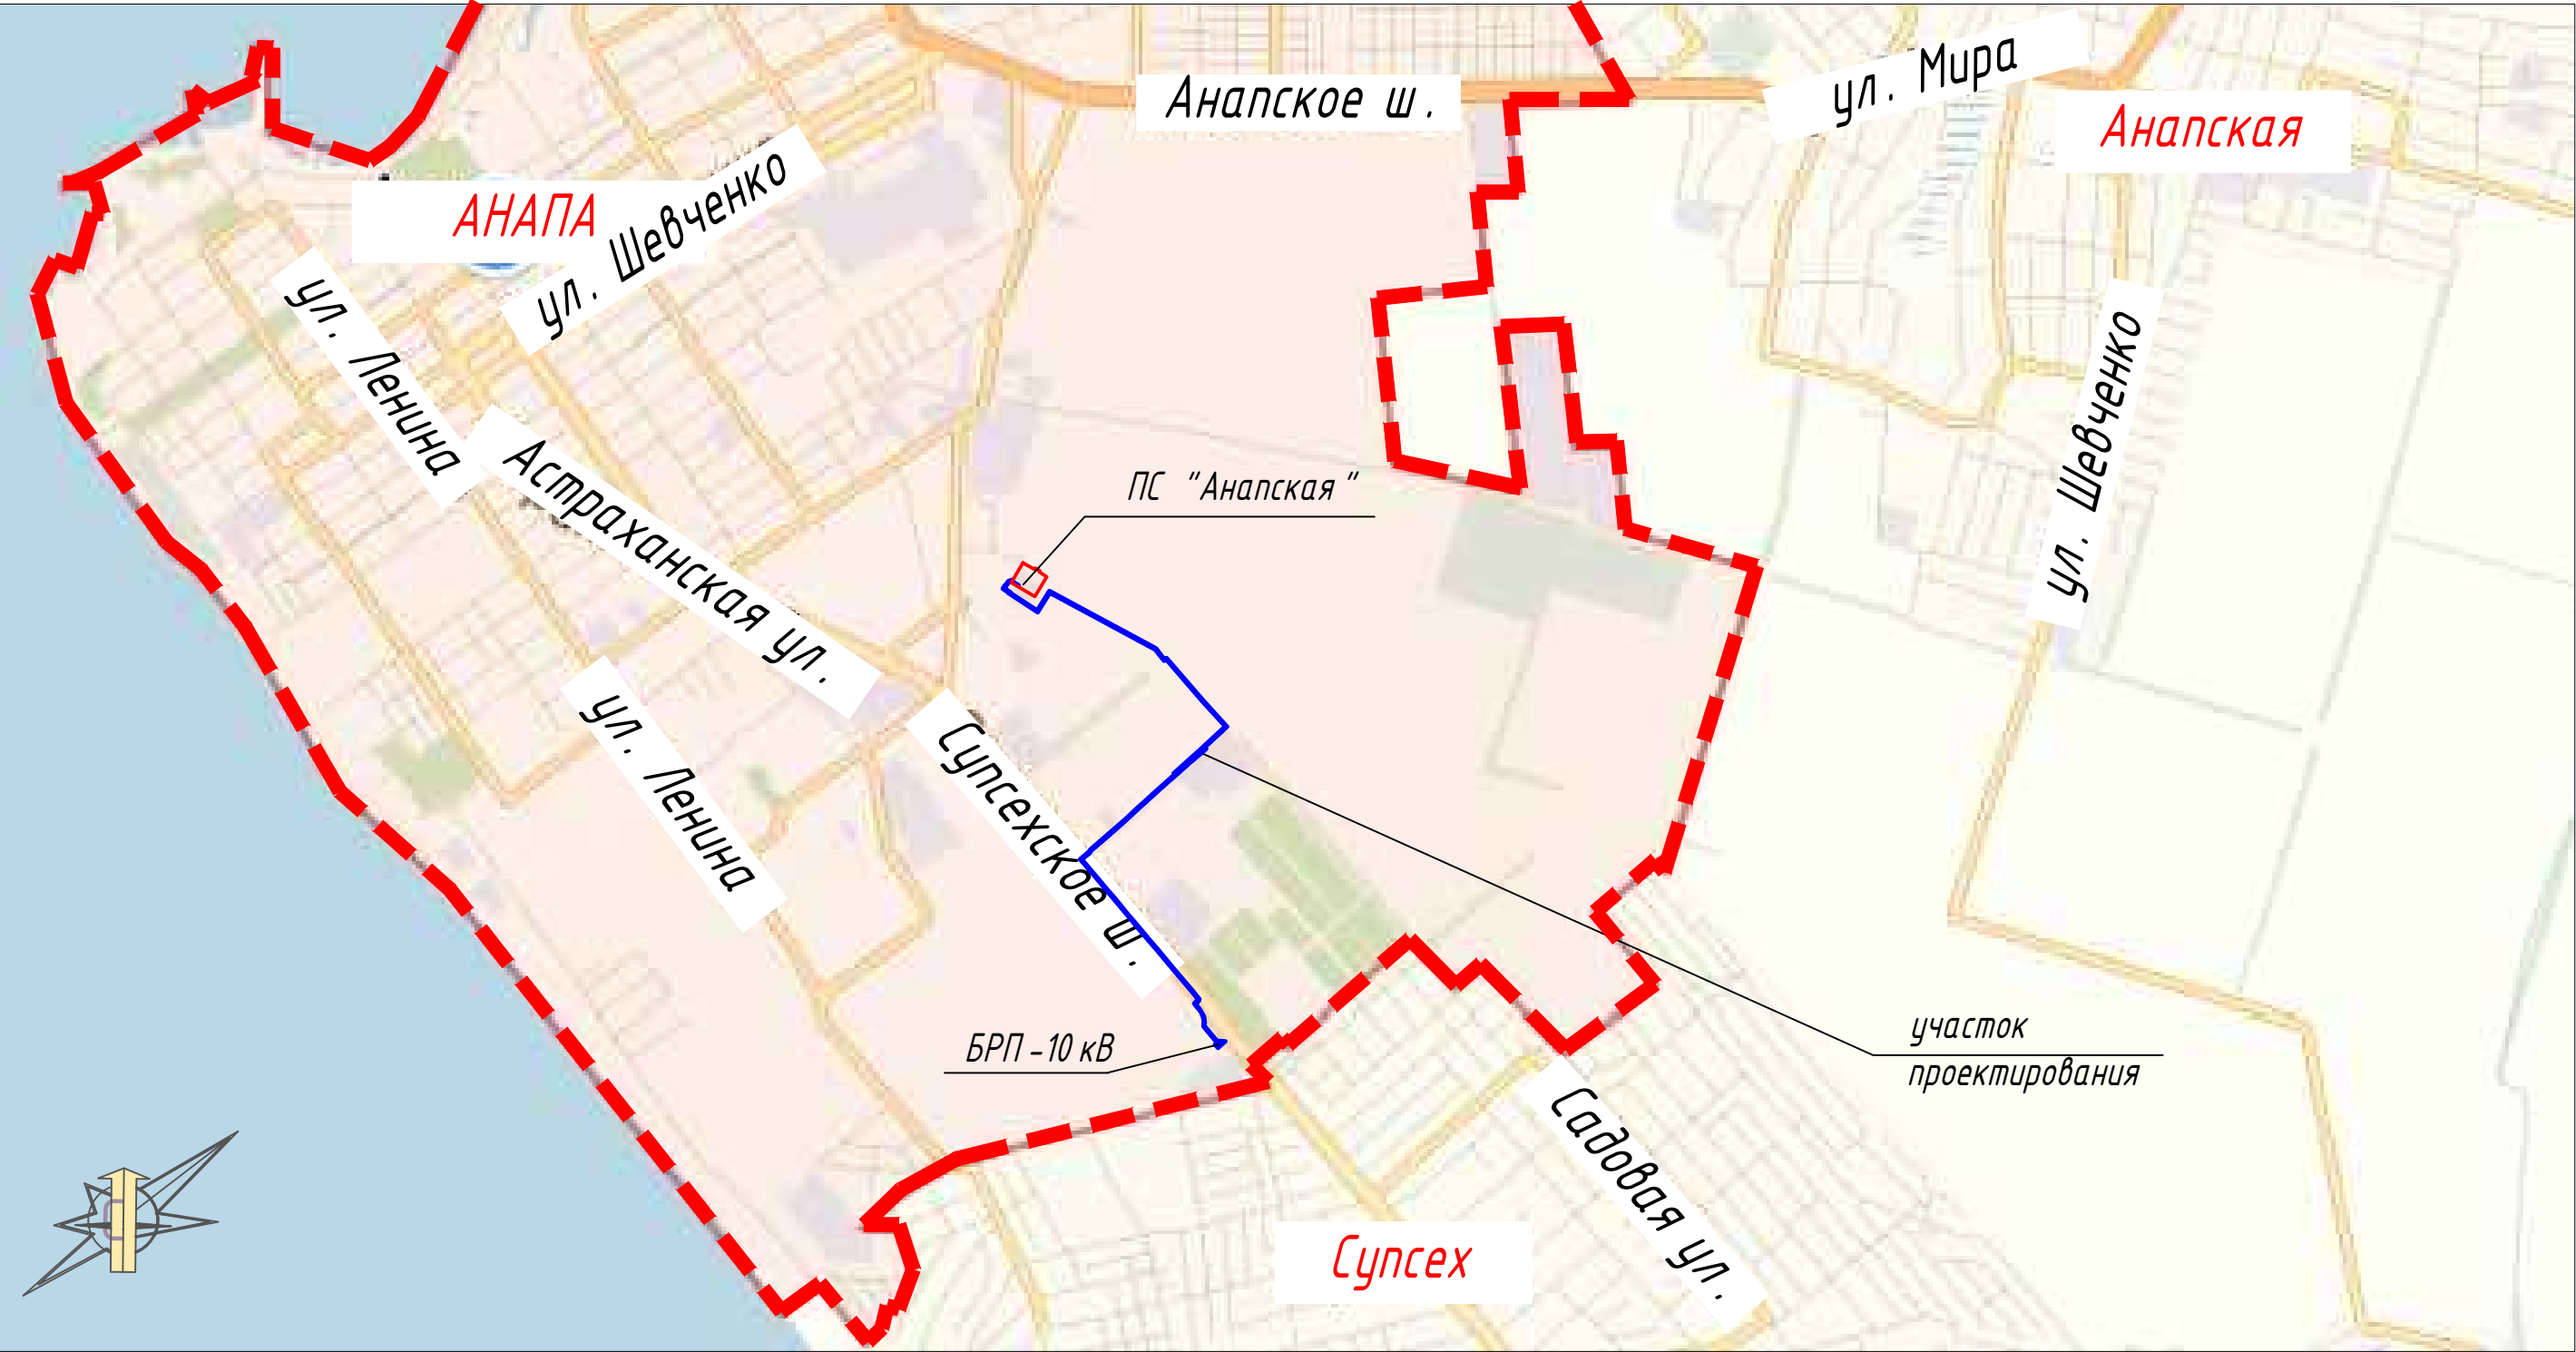 Анапское ш.
ул. Мира
Анапская
АНАПА
ул. Шевченко
ул. Ленина
Астраханская ул.
ПС "Анапская"
ул. Шевченко
ул. Ленина
Супсехское ш.
БРП-10 кВ
участок
проектирования
Садовая ул.
Супсех